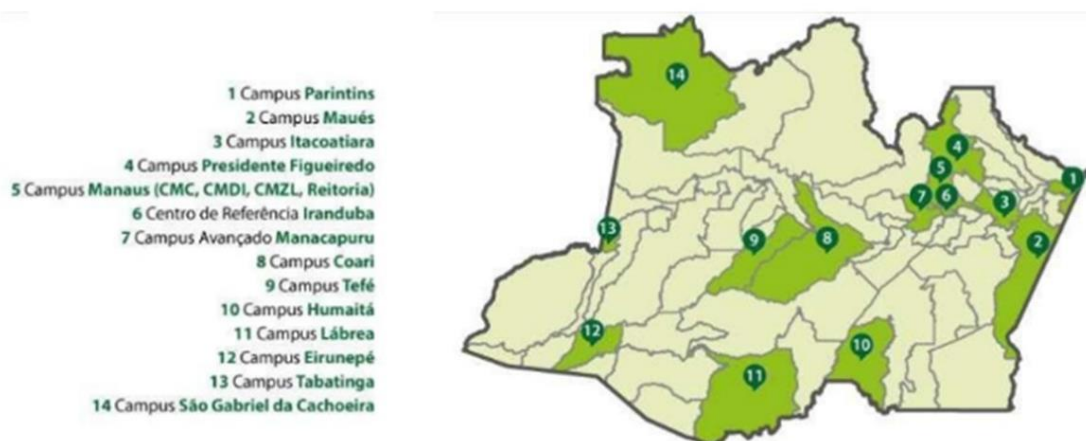 1 Campus Parintins
2 Campus Maués
3 Campus Itacoatiara
4 Campus Presidente Figueiredo
5 Campus Manaus (CMC, CMDI, CMZL, Reitoria)
6 Centro de Referência Iranduba
7 Campus Avançado Manacapuru
8 Campus Coari
9 Campus Tefé
10 Campus Humaitá
11 Campus Lábrea
12 Campus Eirunepé
13 Campus Tabatinga
14 Campus São Gabriel da Cachoeira
14
4
5
1
7
6
3
13
9
8
2
12
10
11